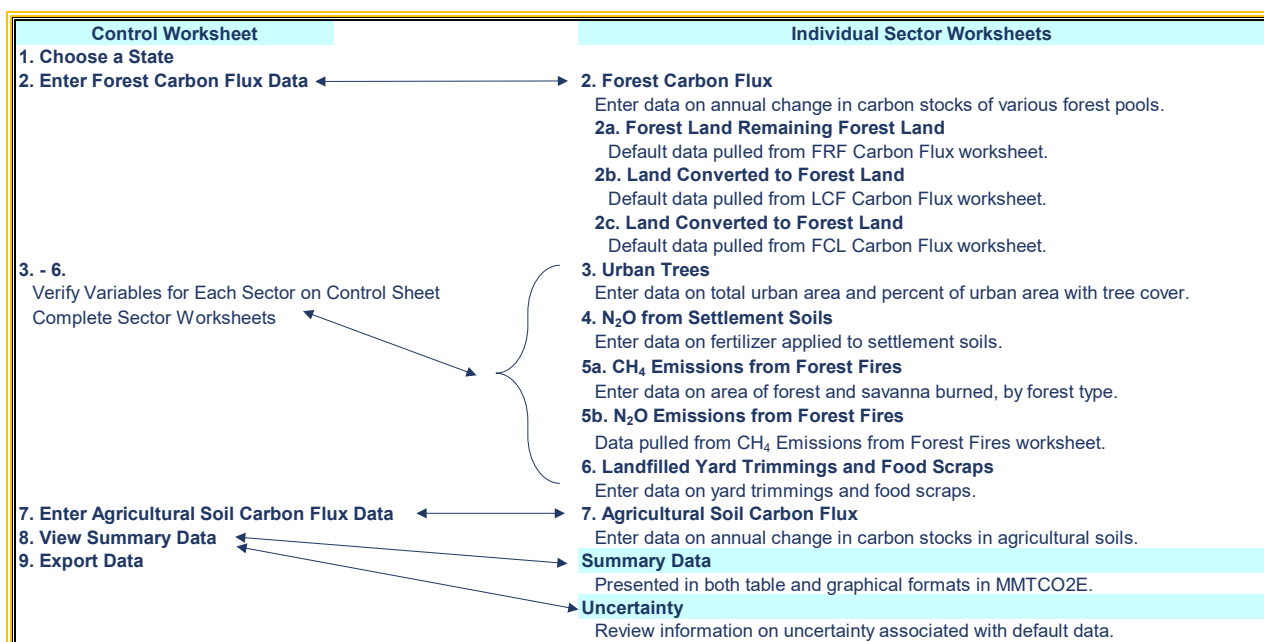 Control Worksheet
1. Choose a State
2. Enter Forest Carbon Flux Data
3. - 6.
Verify Variables for Each Sector on Control Sheet
Complete Sector Worksheets
7. Enter Agricultural Soil Carbon Flux Data
8. View Summary Data
9. Export Data
Individual Sector Worksheets
2. Forest Carbon Flux
Enter data on annual change in carbon stocks of various forest pools.
2a. Forest Land Remaining Forest Land
Default data pulled from FRF Carbon Flux worksheet.
2b. Land Converted to Forest Land
Default data pulled from LCF Carbon Flux worksheet.
2c. Land Converted to Forest Land
Default data pulled from FCL Carbon Flux worksheet.
3. Urban Trees
Enter data on total urban area and percent of urban area with tree cover.
4. N₂O from Settlement Soils
Enter data on fertilizer applied to settlement soils.
5a. CH₄ Emissions from Forest Fires
Enter data on area of forest and savanna burned, by forest type.
5b. N₂O Emissions from Forest Fires
Data pulled from CH₄ Emissions from Forest Fires worksheet.
6. Landfilled Yard Trimmings and Food Scraps
Enter data on yard trimmings and food scraps.
7. Agricultural Soil Carbon Flux
Enter data on annual change in carbon stocks in agricultural soils.
Summary Data
Presented in both table and graphical formats in MMTCO2E.
Uncertainty
Review information on uncertainty associated with default data.